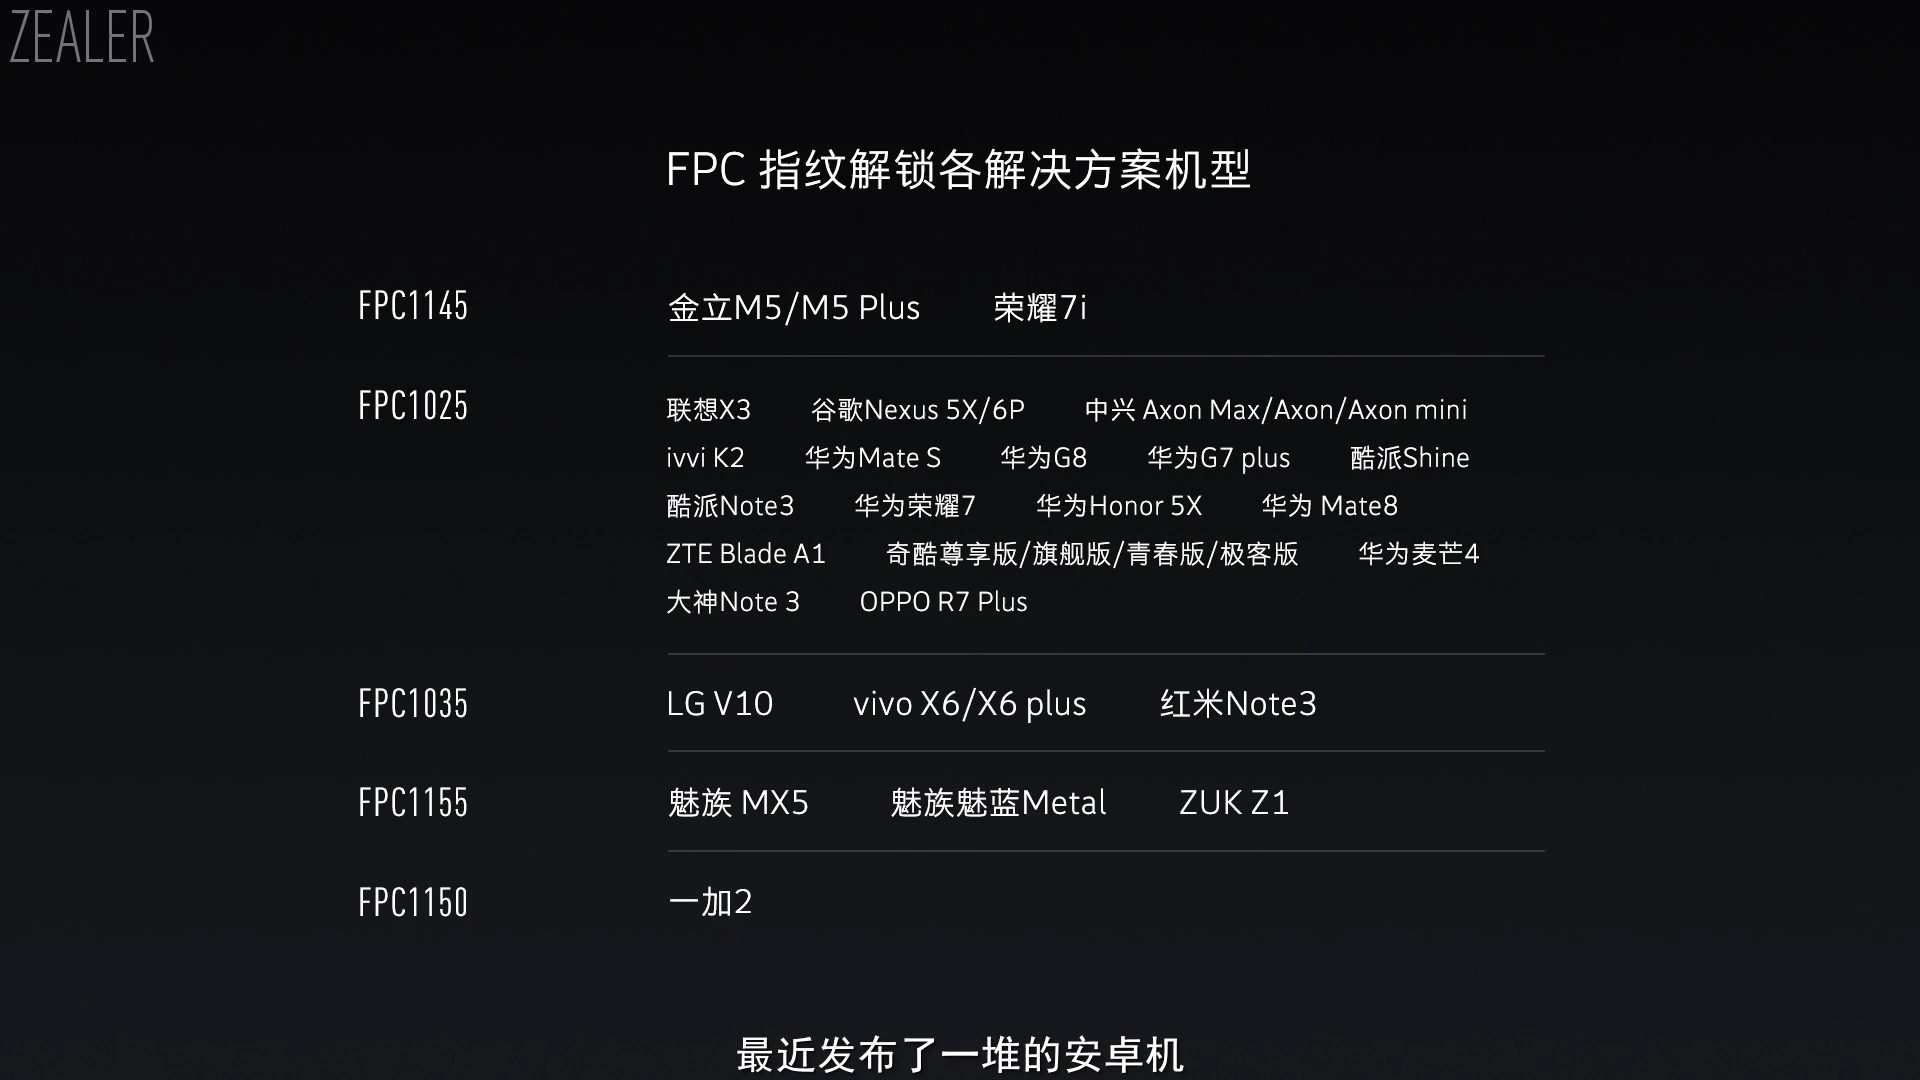 ZEALER
FPC 指纹解锁各解决方案机型
FPC1145 金立M5/M5 Plus 荣耀7i
FPC1025 联想X3 谷歌Nexus 5X/6P 中兴 Axon Max/Axon/Axon mini
ivvi K2 华为Mate S 华为G8 华为G7 plus 酷派Shine
酷派Note3 华为荣耀7 华为Honor 5X 华为 Mate8
ZTE Blade A1 奇酷尊享版/旗舰版/青春版/极客版 华为麦芒4
大神Note 3 OPPO R7 Plus
FPC1035 LG V10 vivo X6/X6 plus 红米Note3
FPC1155 魅族 MX5 魅族魅蓝Metal ZUK Z1
FPC1150 一加2
最近发布了一堆的安卓机